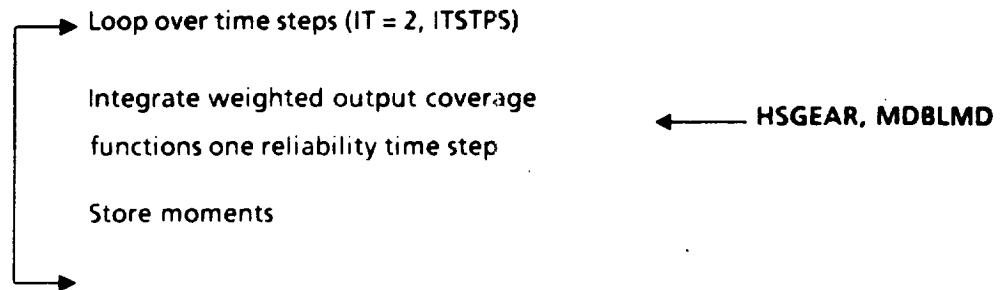 Loop over time steps (IT = 2, ITSTPS)
Integrate weighted output coverage
functions one reliability time step
HSGEAR, MDBLMD
Store moments